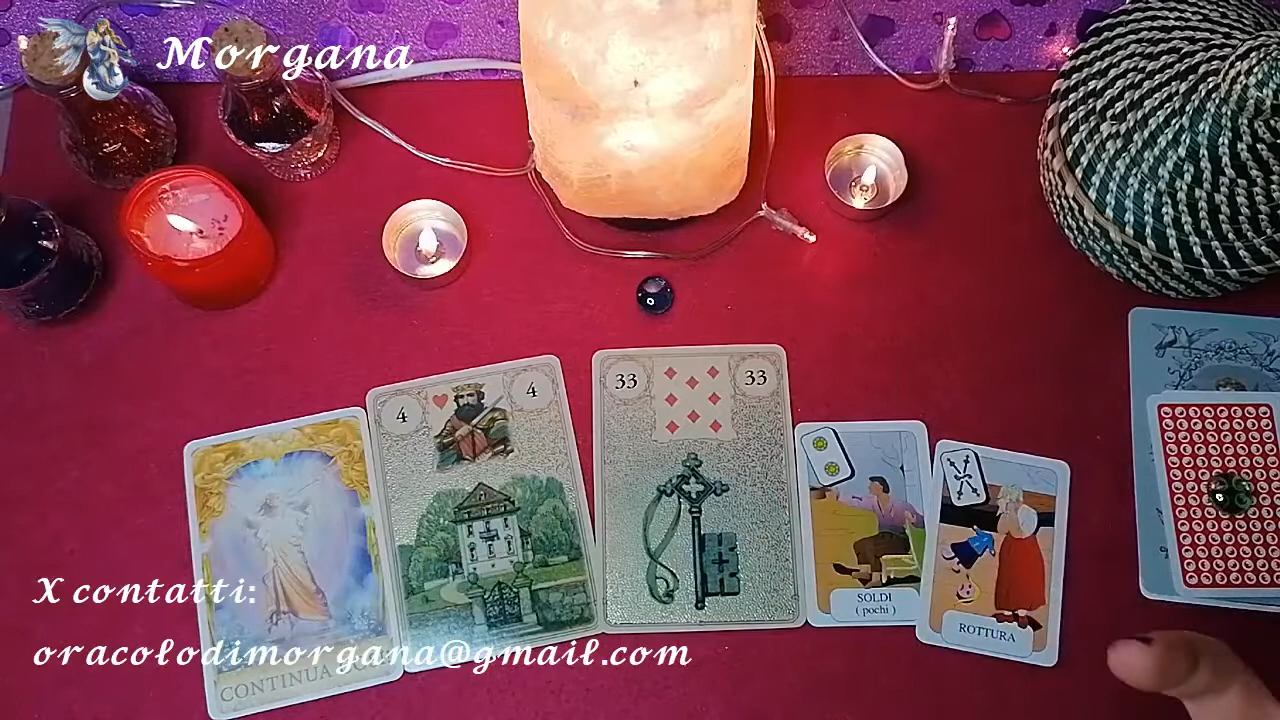 Morgana
4 4
33 33
SOLDI
( pochi )
ROTTURA
X contatti:
oracolodimorgana@gmail.com
CONTINUA